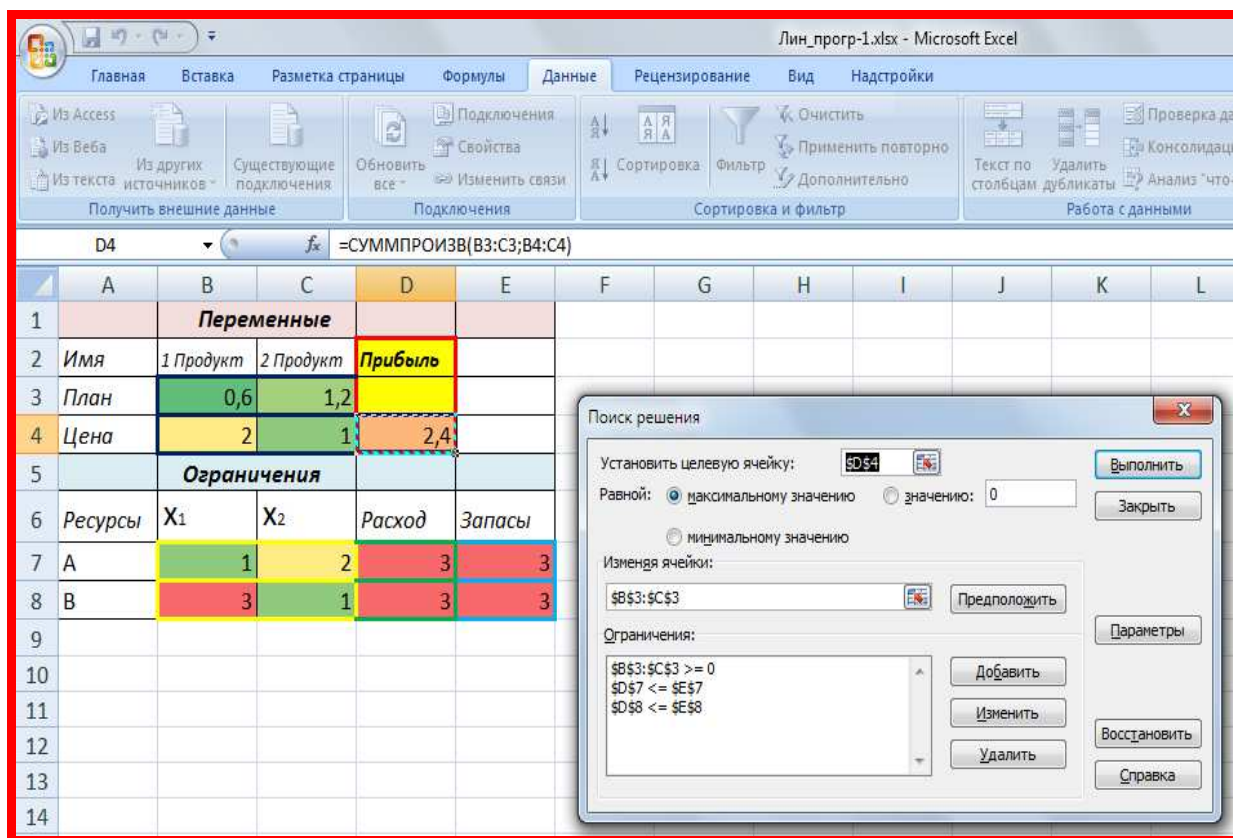 Лин_прогр-1.xlsx - Microsoft Excel
Главная Вставка Разметка страницы Формулы Данные Рецензирование Вид Надстройки
Из Access
Из Веба
Из текста
Из других источников
Существующие подключения
Получить внешние данные
Обновить все
Подключения
Свойства
Изменить связи
Подключения
Сортировка
Фильтр
Очистить
Применить повторно
Дополнительно
Сортировка и фильтр
Текст по столбцам
Удалить дубликаты
Проверка да
Консолидаци
Анализ "что-
Работа с данными
D4 fx =СУММПРОИЗВ(B3:C3;B4:C4)
A B C D E F G H I J K L
1 Переменные
2 Имя 1 Продукт 2 Продукт Прибыль
3 План 0,6 1,2
4 Цена 2 1 2,4
5 Ограничения
6 Ресурсы X1 X2 Расход Запасы
7 A 1 2 3 3
8 B 3 1 3 3
9
10
11
12
13
14
Поиск решения
Установить целевую ячейку: $D$4 Выполнить
Равной: максимальному значению значению: 0 Закрыть
минимальному значению
Изменяя ячейки:
$B$3:$C$3 Предположить
Ограничения: Параметры
$B$3:$C$3 >= 0 Добавить
$D$7 <= $E$7
$D$8 <= $E$8 Изменить
Восстановить
Удалить
Справка